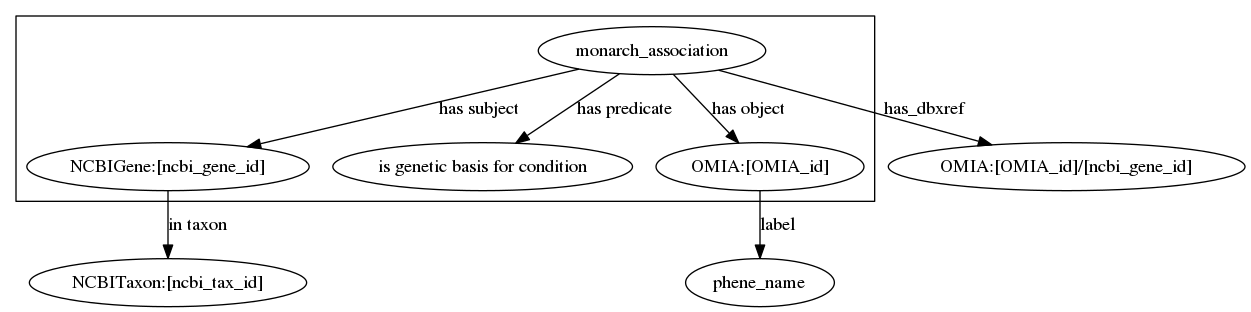 monarch_association
has subject
has predicate
has object
has_dbxref
NCBIGene:[ncbi_gene_id]
is genetic basis for condition
OMIA:[OMIA_id]
OMIA:[OMIA_id]/[ncbi_gene_id]
in taxon
label
NCBITaxon:[ncbi_tax_id]
phene_name